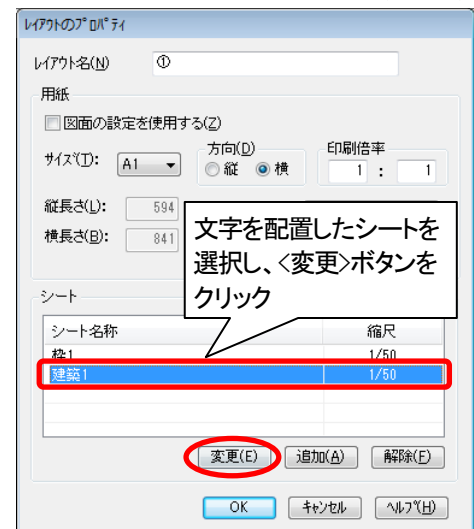 レイアウトのプロパティ
レイアウト名(N) ①
用紙
図面の設定を使用する(Z)
サイズ(T): A1 方向(D) 縦 横 印刷倍率 1 : 1
縦長さ(L): 594
横長さ(B): 841
文字を配置したシートを
選択し、<変更>ボタンを
クリック
シート
シート名称 縮尺
枠1 1/50
建築1 1/50
変更(E) 追加(A) 解除(F)
OK キャンセル ヘルプ(H)